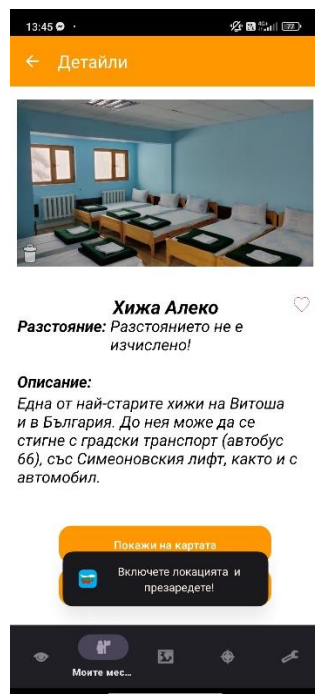 13:45
Детайли
Хижа Алеко
Разстояние: Разстоянието не е
изчислено!
Описание:
Една от най-старите хижи на Витоша
и в България. До нея може да се
стигне с градски транспорт (автобус
66), със Симеоновския лифт, както и с
автомобил.
Покажи на картата
Включете локацията и
презаредете!
Моите мес...